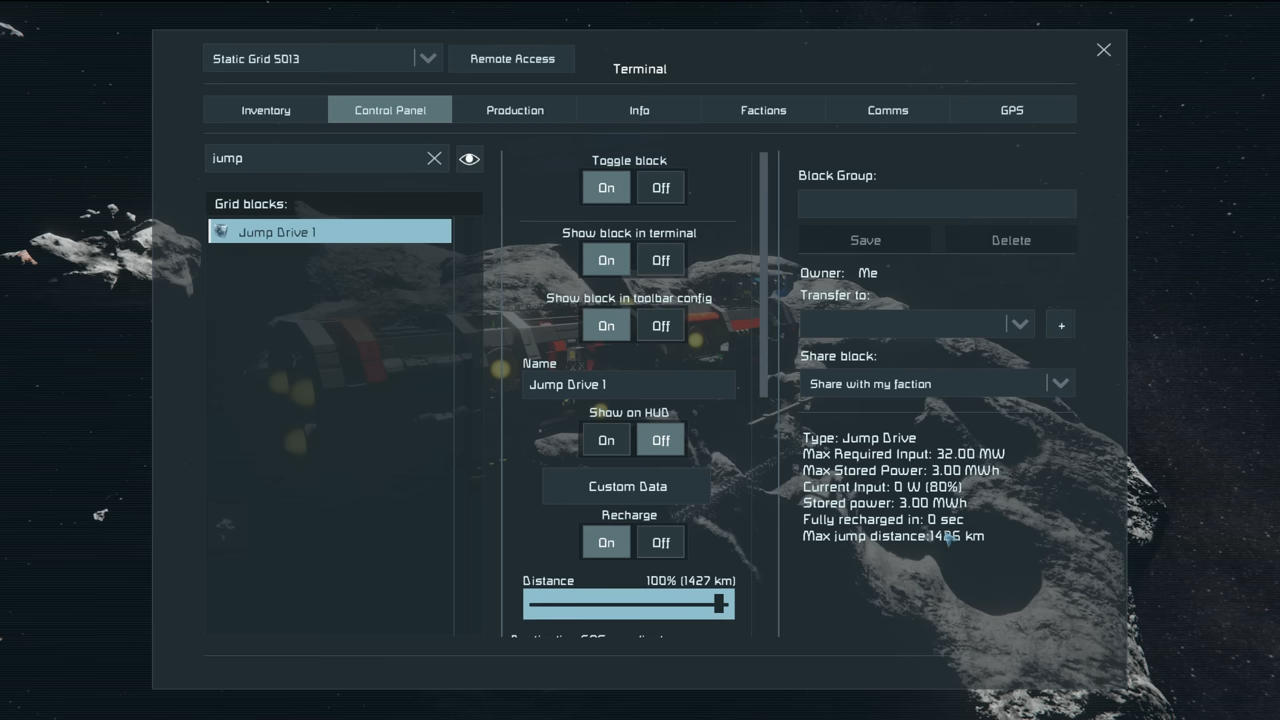 Static Grid 5013
Remote Access
Terminal
Inventory
Control Panel
Production
Info
Factions
Comms
GPS
jump
Grid blocks:
Jump Drive 1
Toggle block
On
Off
Show block in terminal
On
Off
Show block in toolbar config
On
Off
Name
Jump Drive 1
Show on HUD
On
Off
Custom Data
Recharge
On
Off
Distance 100% (1427 km)
Block Group:
Save
Delete
Owner: Me
Transfer to:
+
Share block:
Share with my faction
Type: Jump Drive
Max Required Input: 32.00 MW
Max Stored Power: 3.00 MWh
Current Input: 0 W (80%)
Stored power: 3.00 MWh
Fully recharged in: 0 sec
Max jump distance: km